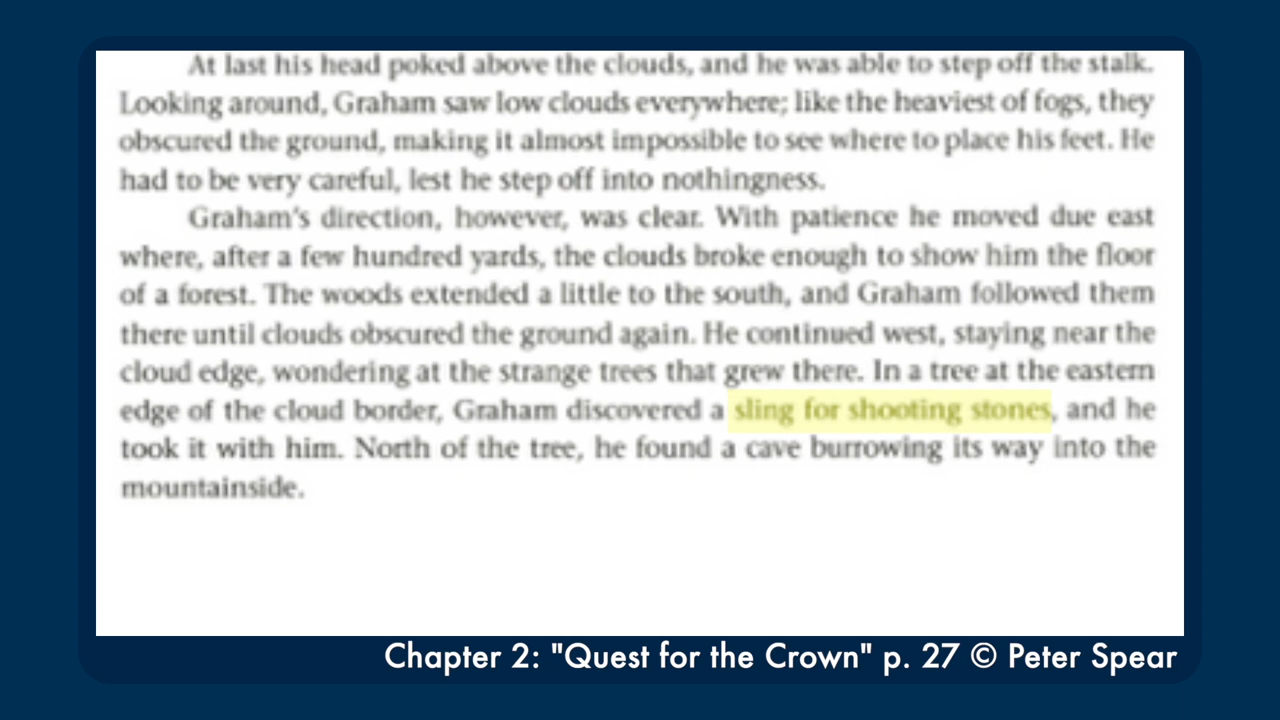 At last his head poked above the clouds, and he was able to step off the stalk.
Looking around, Graham saw low clouds everywhere; like the heaviest of fogs, they
obscured the ground, making it almost impossible to see where to place his feet. He
had to be very careful, lest he step off into nothingness.
Graham's direction, however, was clear. With patience he moved due east
where, after a few hundred yards, the clouds broke enough to show him the floor
of a forest. The woods extended a little to the south, and Graham followed them
there until clouds obscured the ground again. He continued west, staying near the
cloud edge, wondering at the strange trees that grew there. In a tree at the eastern
edge of the cloud border, Graham discovered a sling for shooting stones, and he
took it with him. North of the tree, he found a cave burrowing its way into the
mountainside.
Chapter 2: "Quest for the Crown" p. 27 © Peter Spear